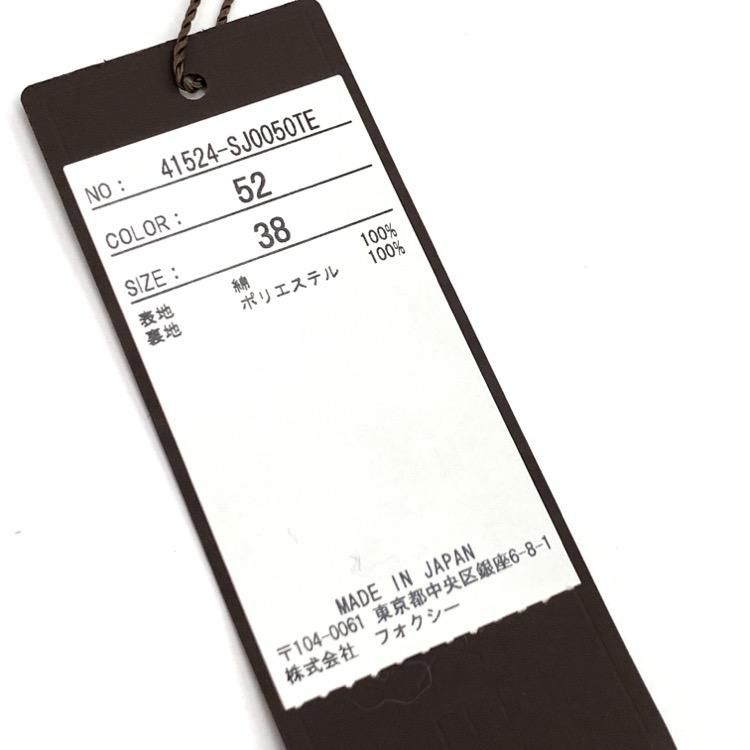 NO: 41524-SJ0050TE
COLOR: 52
SIZE: 38
表地 綿 100%
裏地 ポリエステル 100%
MADE IN JAPAN
〒104-0061 東京都中央区銀座6-8-1
株式会社 フォクシー